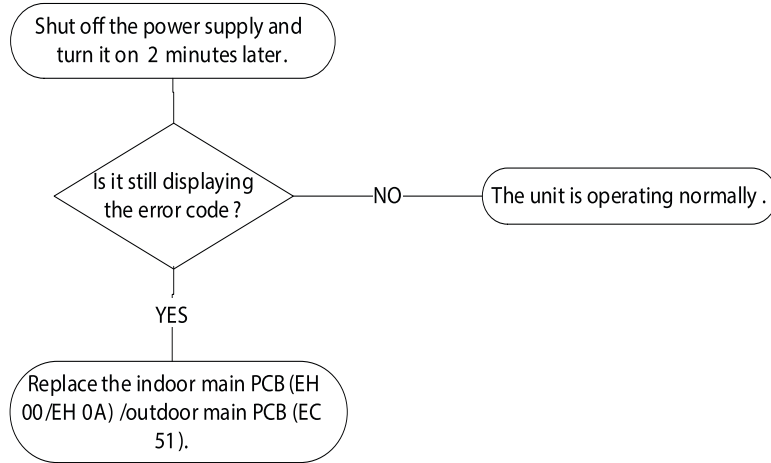 Shut off the power supply and
turn it on 2 minutes later.
Is it still displaying
the error code ?
NO
The unit is operating normally .
YES
Replace the indoor main PCB (EH
00/EH 0A) /outdoor main PCB (EC
51).